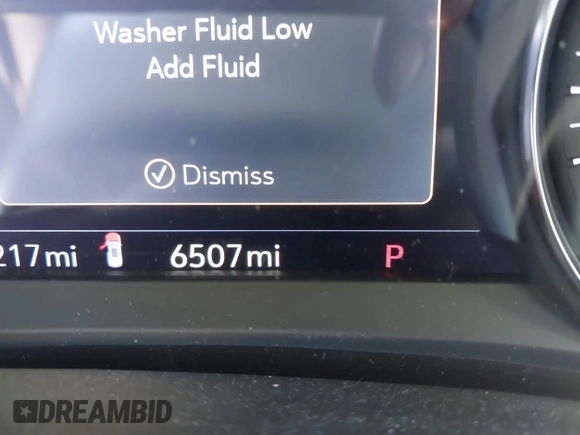 Washer Fluid Low
Add Fluid
Dismiss
217mi 6507mi P
DREAMBID